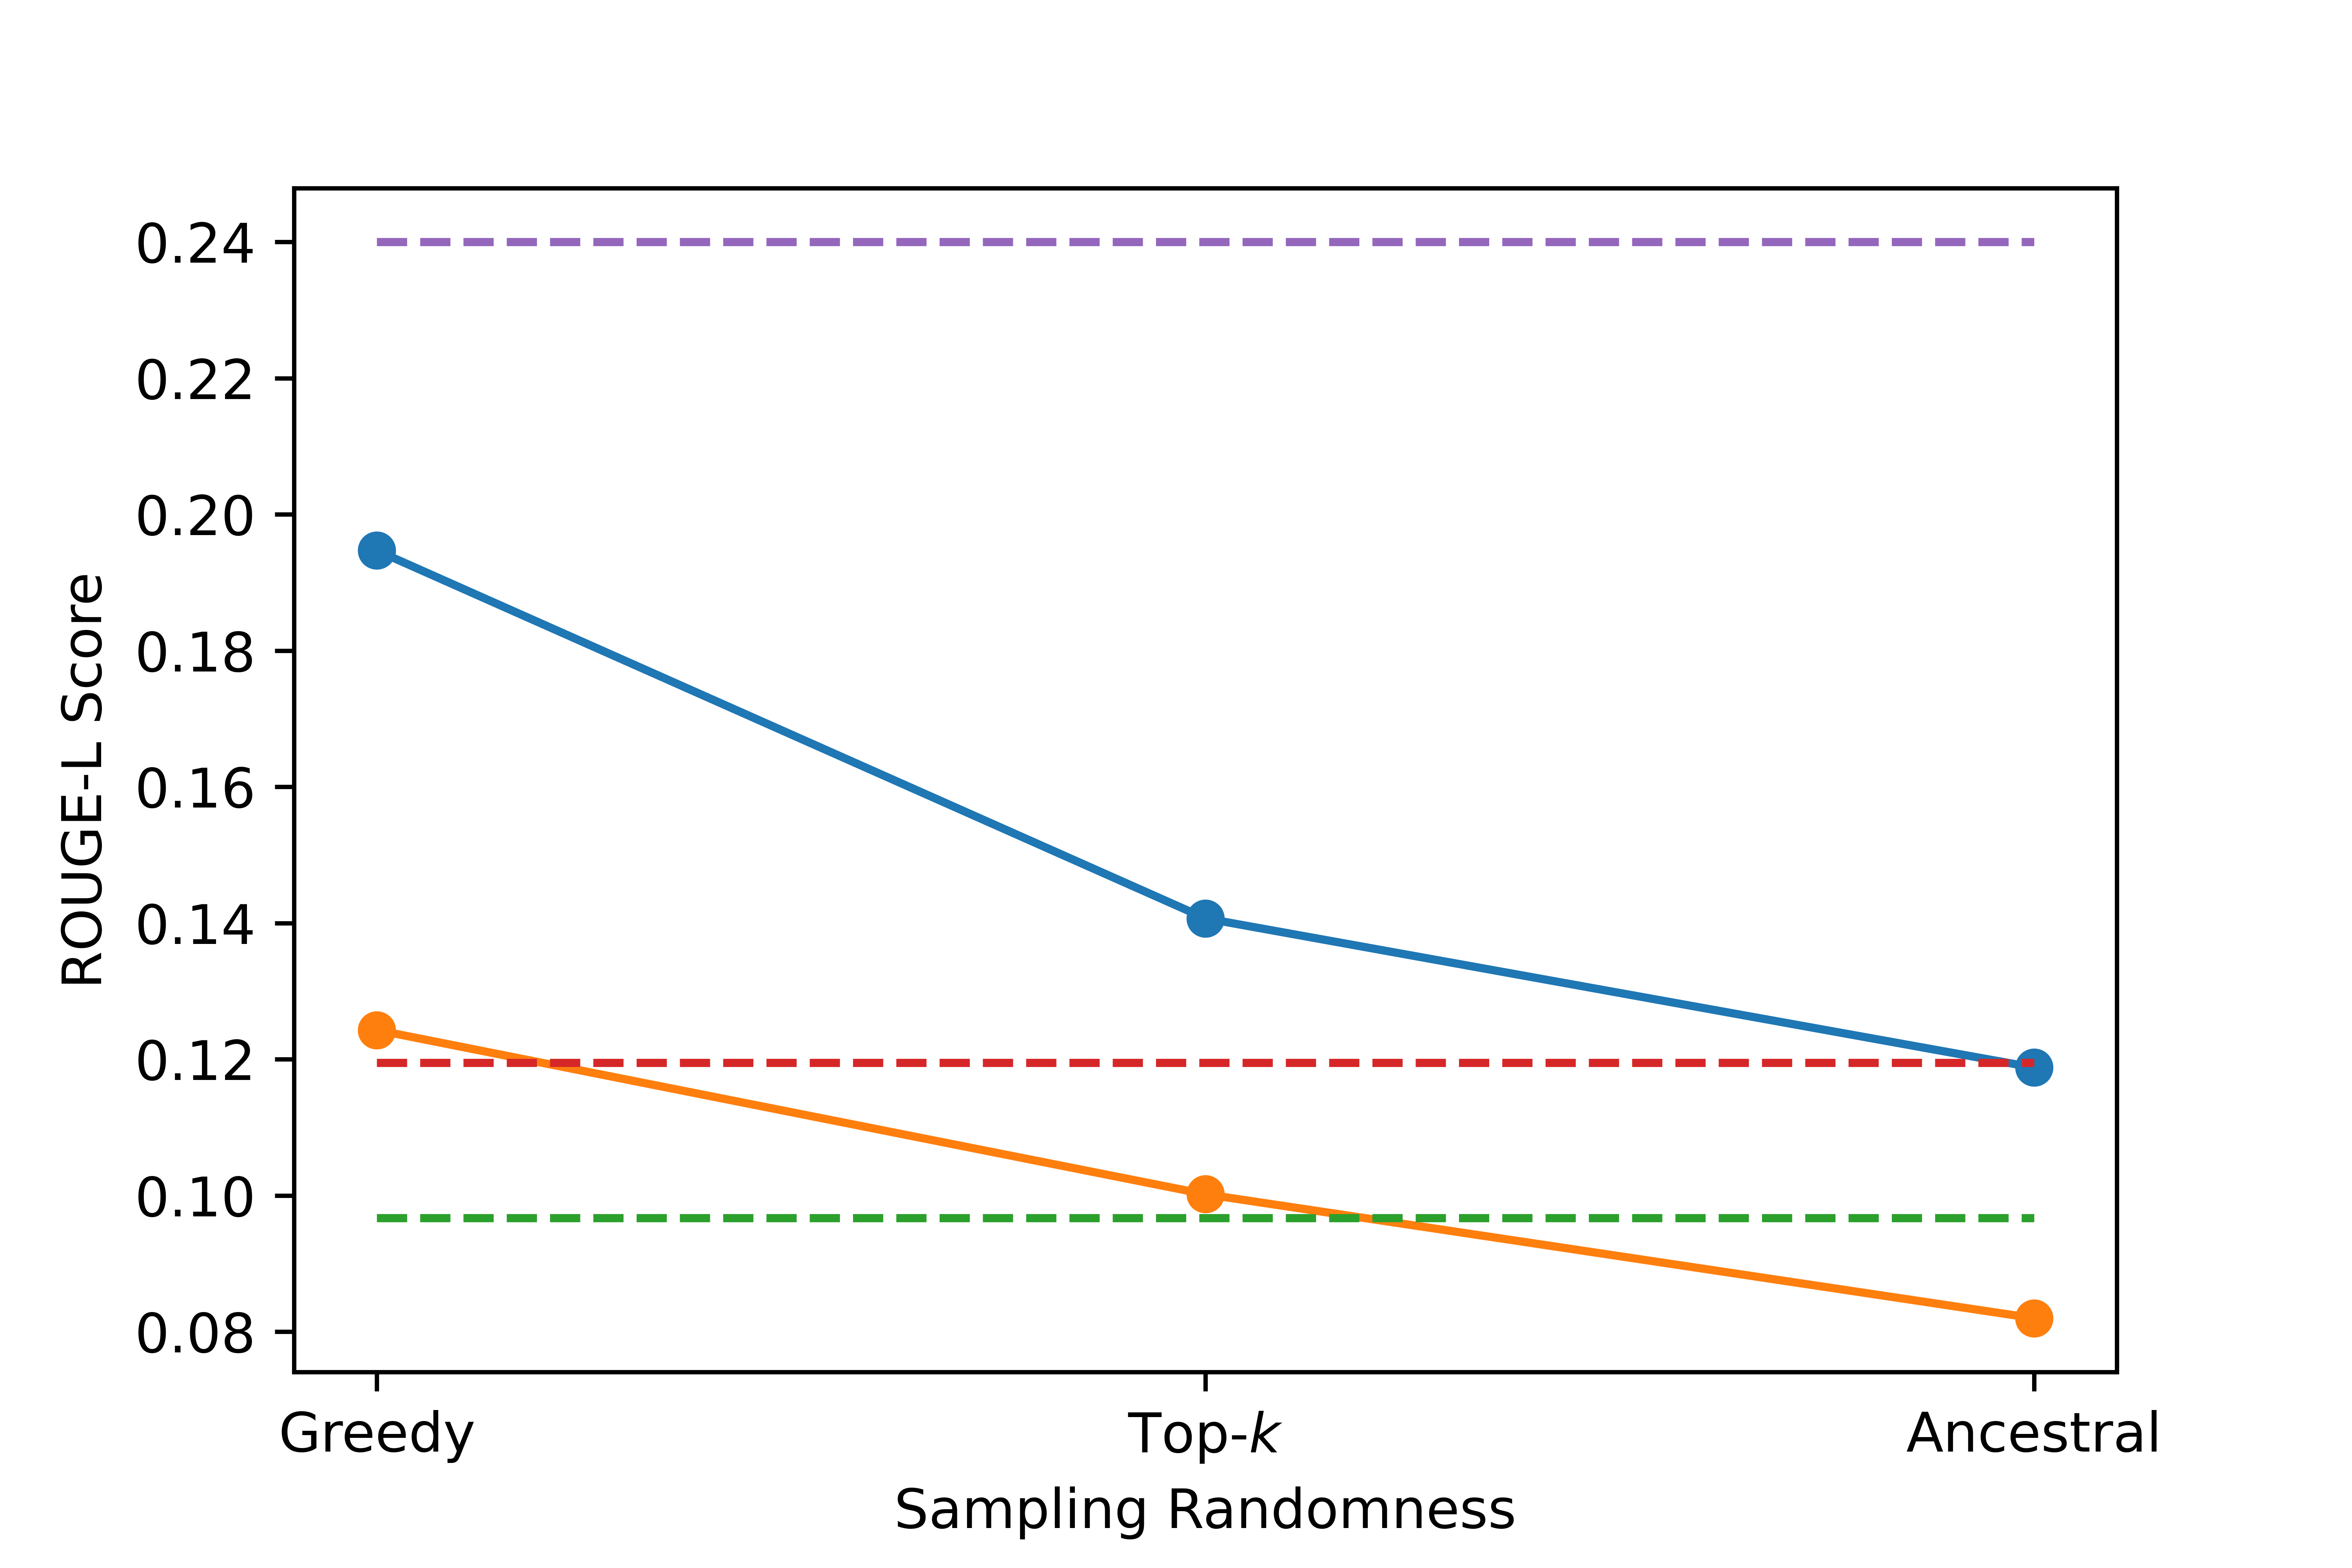 0.24
0.22
0.20
0.18
0.16
0.14
0.12
0.10
0.08
ROUGE-L Score
Greedy
Top-k
Ancestral
Sampling Randomness